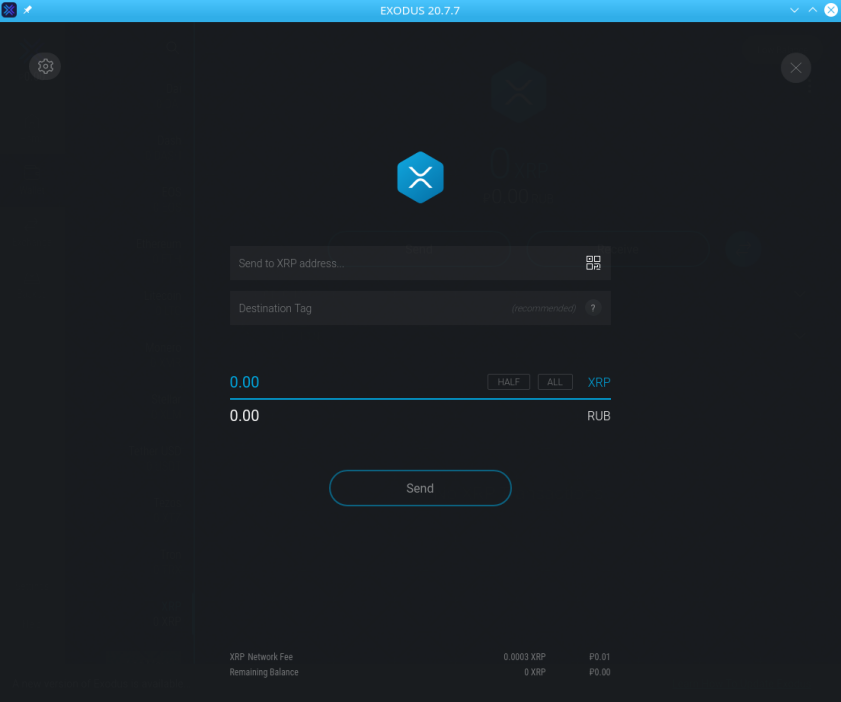 EXODUS 20.7.7
Send to XRP address...
Destination Tag (recommended) ?
0.00 HALF ALL XRP
0.00 RUB
Send
XRP Network Fee 0.0003 XRP ₽0.01
Remaining Balance 0 XRP ₽0.00